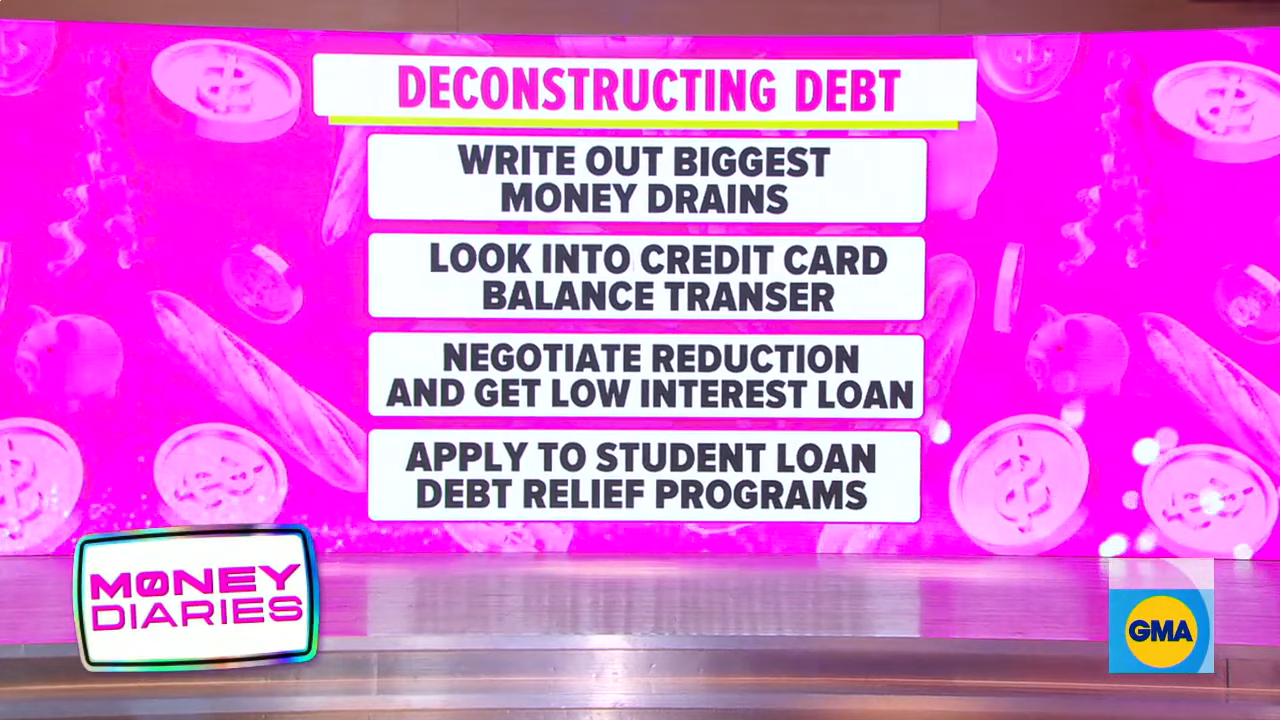 DECONSTRUCTING DEBT
WRITE OUT BIGGEST
MONEY DRAINS
LOOK INTO CREDIT CARD
BALANCE TRANSER
NEGOTIATE REDUCTION
AND GET LOW INTEREST LOAN
APPLY TO STUDENT LOAN
DEBT RELIEF PROGRAMS
MØNEY
DIARIES
GMA